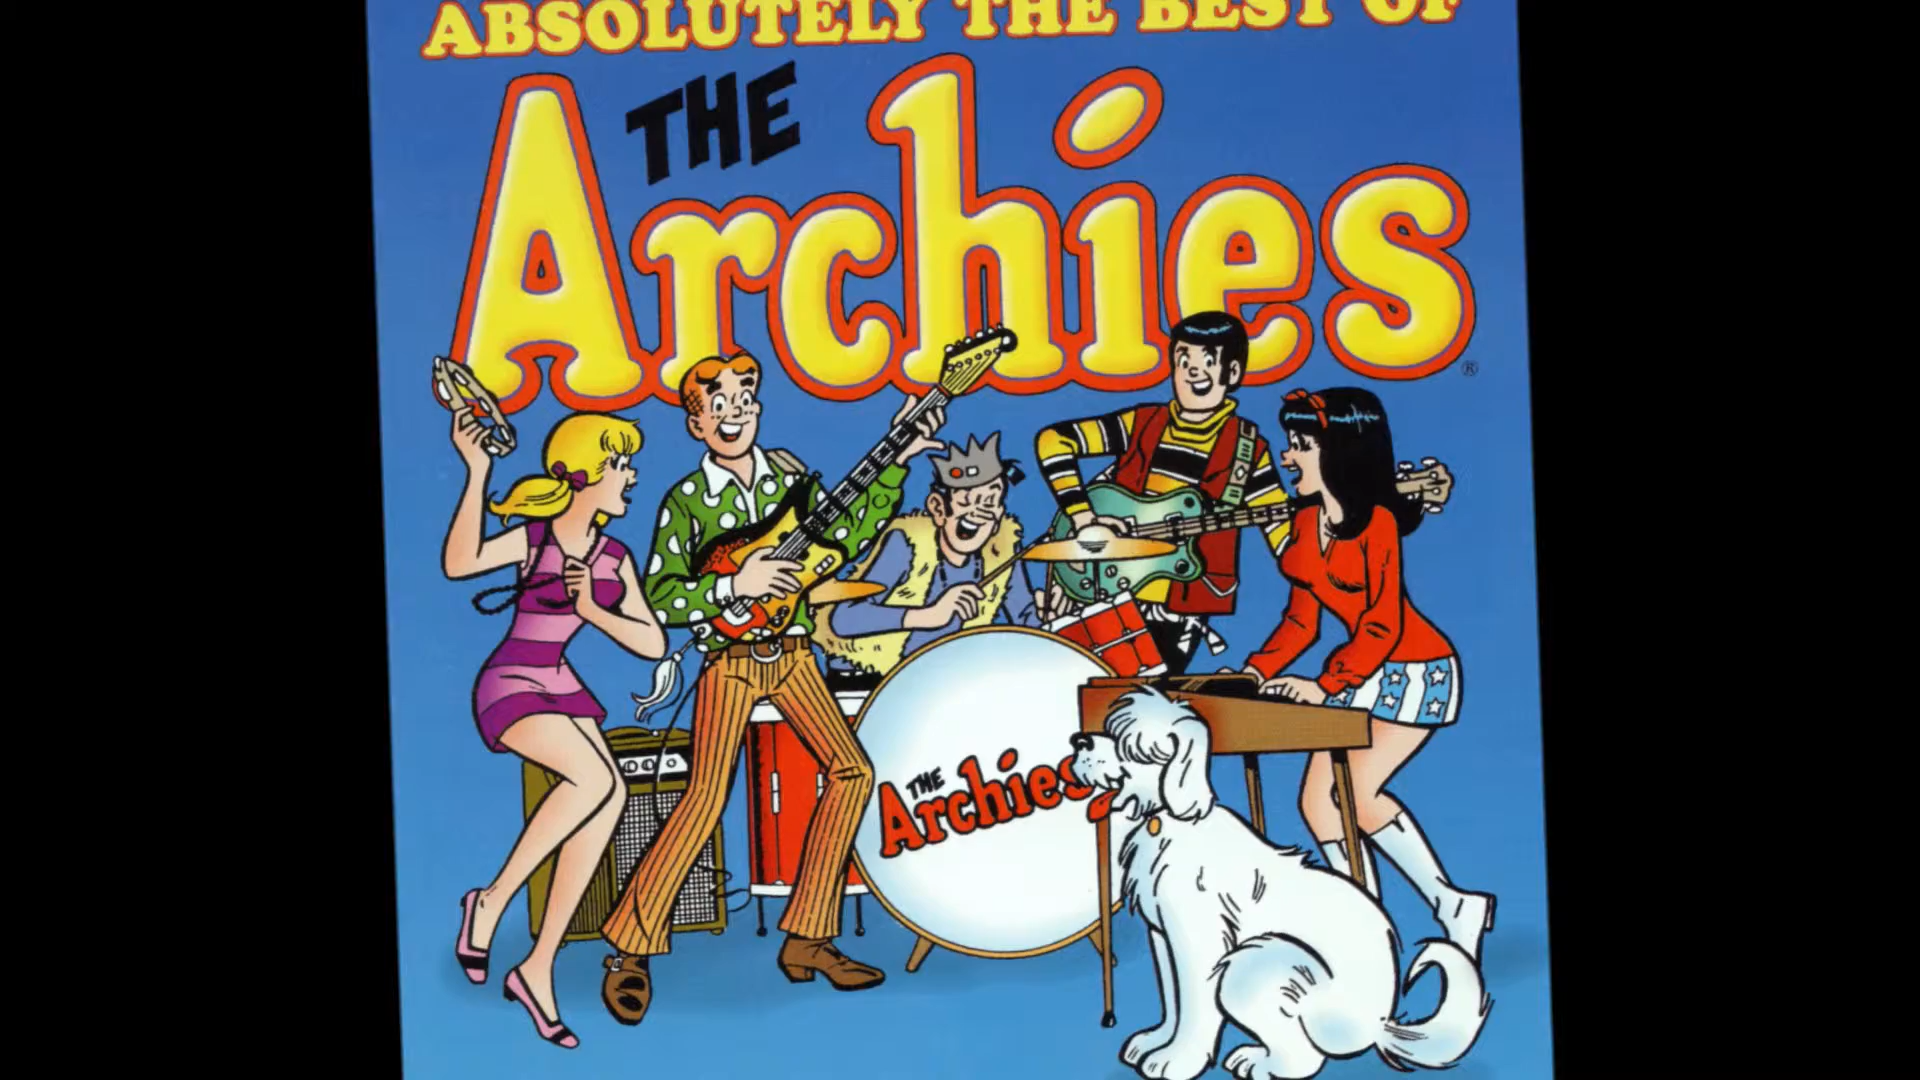 ABSOLUTELY THE BEST OF
THE
Archies®
THE
Archies